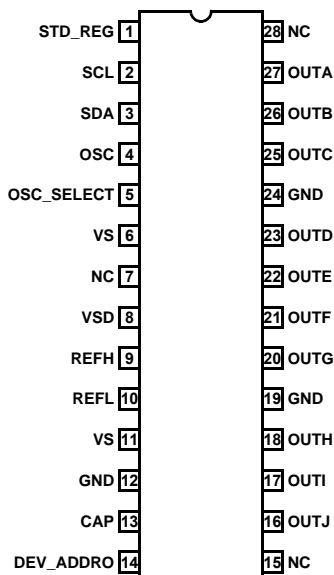 STD_REG 1 28 NC
SCL 2 27 OUTA
SDA 3 26 OUTB
OSC 4 25 OUTC
OSC_SELECT 5 24 GND
VS 6 23 OUTD
NC 7 22 OUTE
VSD 8 21 OUTF
REFH 9 20 OUTG
REFL 10 19 GND
VS 11 18 OUTH
GND 12 17 OUTI
CAP 13 16 OUTJ
DEV_ADDRO 14 15 NC